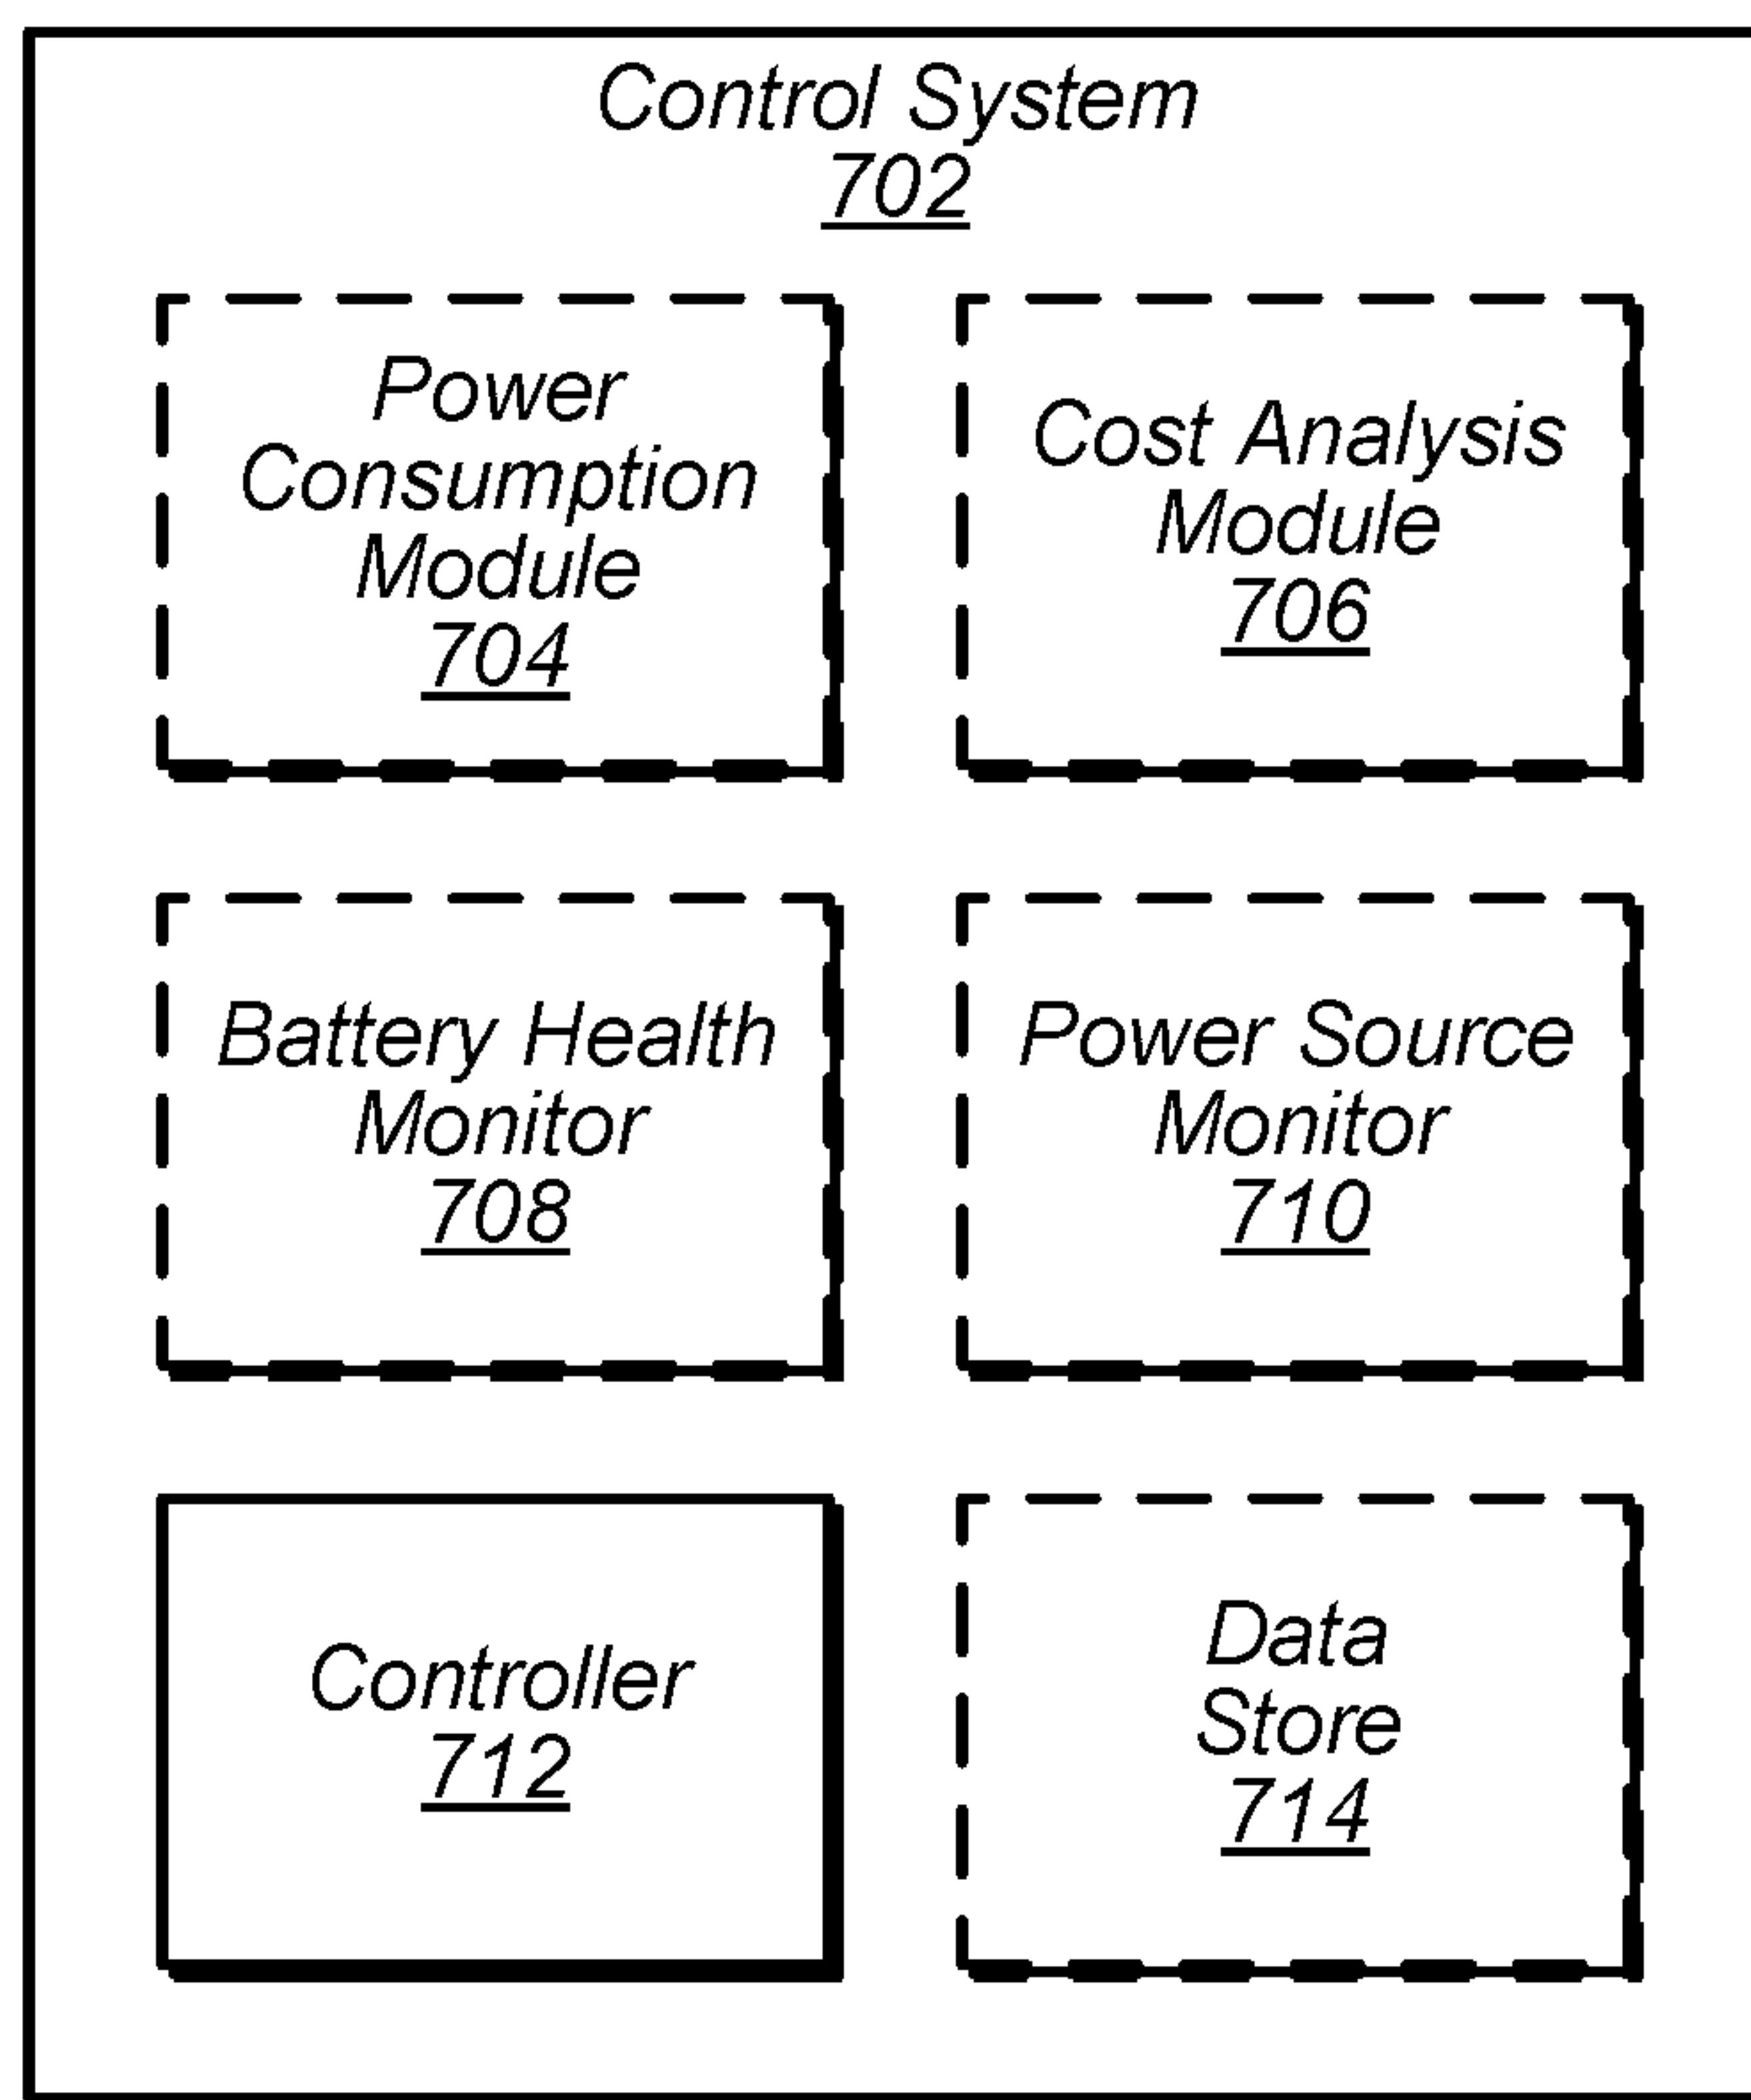 Control System
702
Power
Consumption
Module
704
Cost Analysis
Module
706
Battery Health
Monitor
708
Power Source
Monitor
710
Controller
712
Data
Store
714